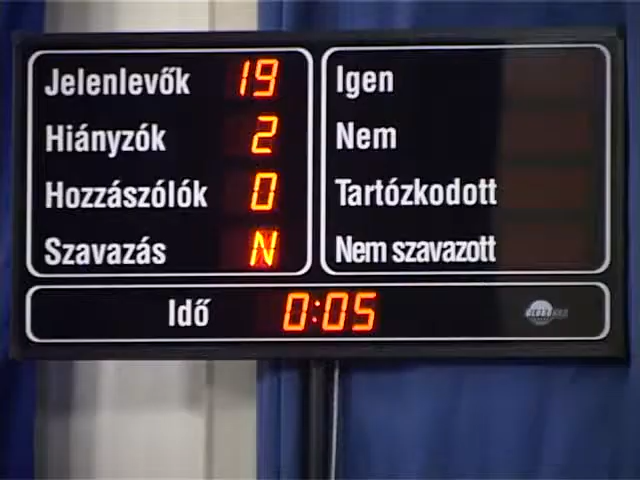 Jelenlevők 19
Hiányzók 2
Hozzászólók 0
Szavazás N
Igen
Nem
Tartózkodott
Nem szavazott
Idő 0:05